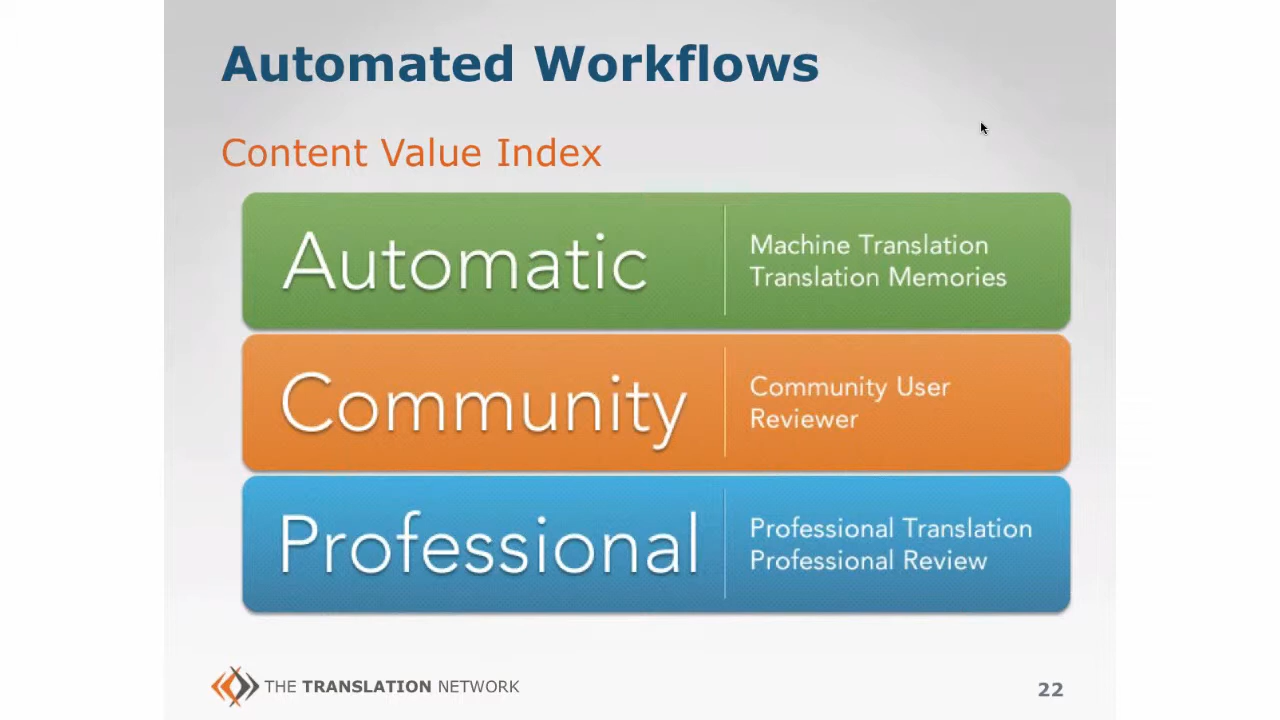 Automated Workflows
Content Value Index
Automatic
Machine Translation
Translation Memories
Community
Community User
Reviewer
Professional
Professional Translation
Professional Review
THE TRANSLATION NETWORK
22